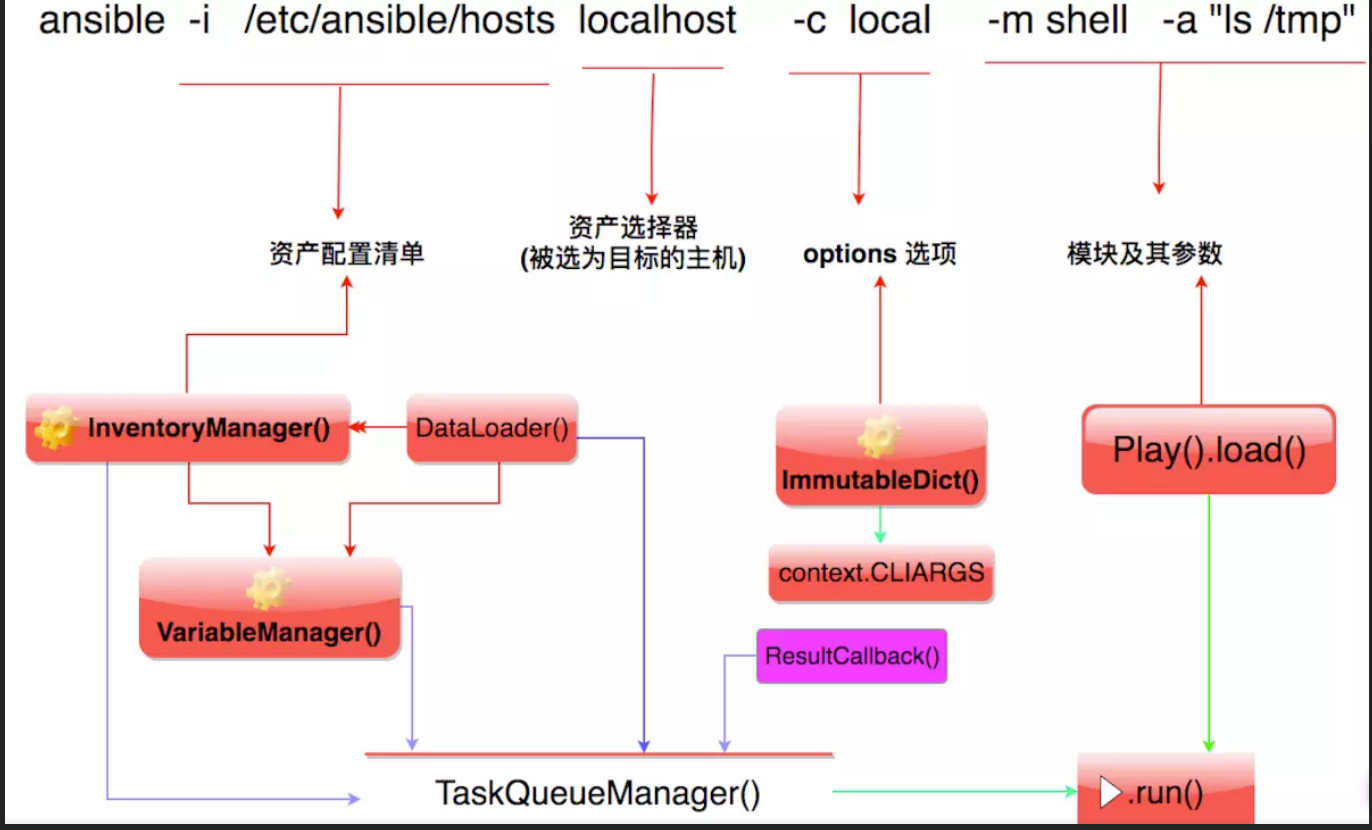 ansible -i /etc/ansible/hosts localhost -c local -m shell -a "ls /tmp"
资产配置清单
资产选择器
(被选为目标的主机)
options 选项
模块及其参数
InventoryManager()
DataLoader()
ImmutableDict()
Play().load()
context.CLIARGS
VariableManager()
ResultCallback()
TaskQueueManager()
.run()